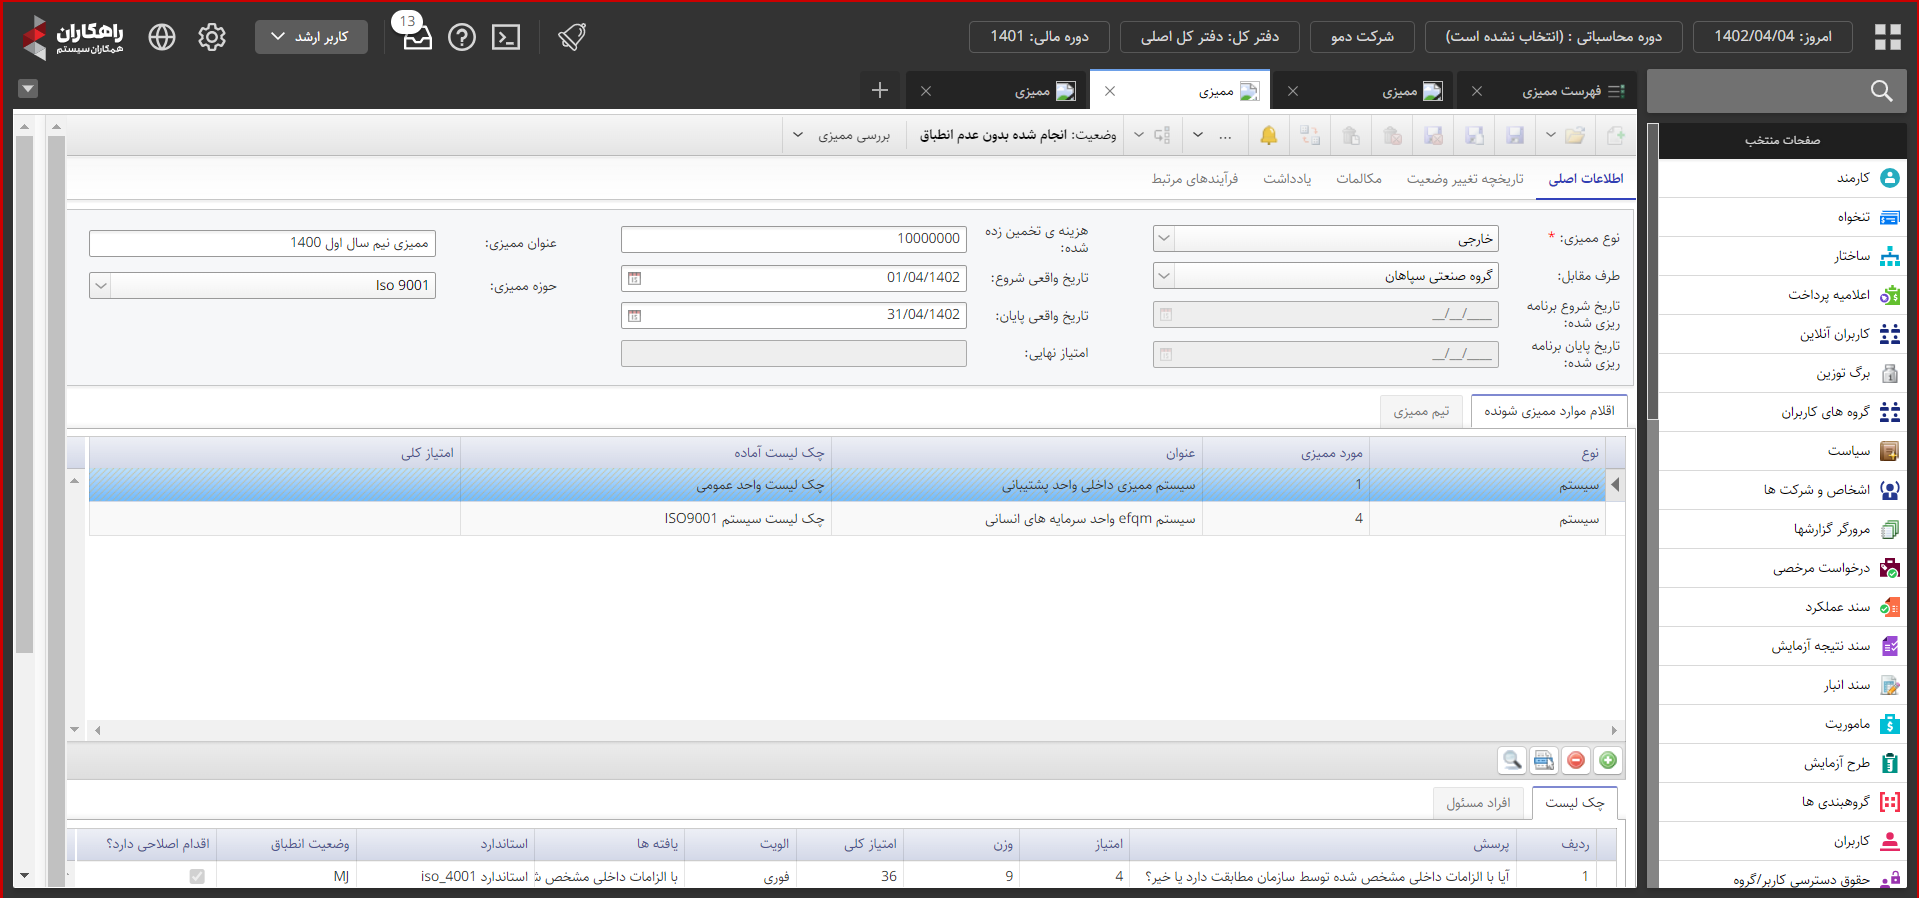 امروز: 1402/04/04
دوره محاسباتی : (انتخاب نشده است)
شرکت دمو
دفتر کل: دفتر کل اصلی
دوره مالی: 1401
13
کاربر ارشد
راهکاران
همکاران سیستم
فهرست ممیزی
ممیزی
ممیزی
ممیزی
صفحات منتخب
کارمند
تنخواه
ساختار
اعلامیه پرداخت
کاربران آنلاین
برگ توزین
گروه های کاربران
سیاست
اشخاص و شرکت ها
مرورگر گزارشها
درخواست مرخصی
سند عملکرد
سند نتیجه آزمایش
سند انبار
ماموریت
طرح آزمایش
گروهبندی ها
کاربران
حقوق دسترسی کاربر/گروه
... وضعیت: انجام شده بدون عدم انطباق
بررسی ممیزی
اطلاعات اصلی
تاریخچه تغییر وضعیت
مکالمات
یادداشت
فرآیندهای مرتبط
نوع ممیزی: * خارجی
هزینه ی تخمین زده شده: 10000000
عنوان ممیزی: ممیزی نیم سال اول 1400
طرف مقابل: گروه صنعتی سپاهان
تاریخ واقعی شروع: 01/04/1402
حوزه ممیزی: Iso 9001
تاریخ شروع برنامه ریزی شده: __/__/____
تاریخ واقعی پایان: 31/04/1402
تاریخ پایان برنامه ریزی شده: __/__/____
امتیاز نهایی:
اقلام موارد ممیزی شونده
تیم ممیزی
نوع مورد ممیزی عنوان چک لیست آماده امتیاز کلی
سیستم 1 سیستم ممیزی داخلی واحد پشتیبانی چک لیست واحد عمومی
سیستم 4 سیستم efqm واحد سرمایه های انسانی چک لیست سیستم ISO9001
چک لیست
افراد مسئول
ردیف پرسش امتیاز وزن امتیاز کلی الویت یافته ها استاندارد وضعیت انطباق اقدام اصلاحی دارد؟
1 آیا با الزامات داخلی مشخص شده توسط سازمان مطابقت دارد یا خیر؟ 4 9 36 فوری با الزامات داخلی مشخص استاندارد iso_4001 MJ